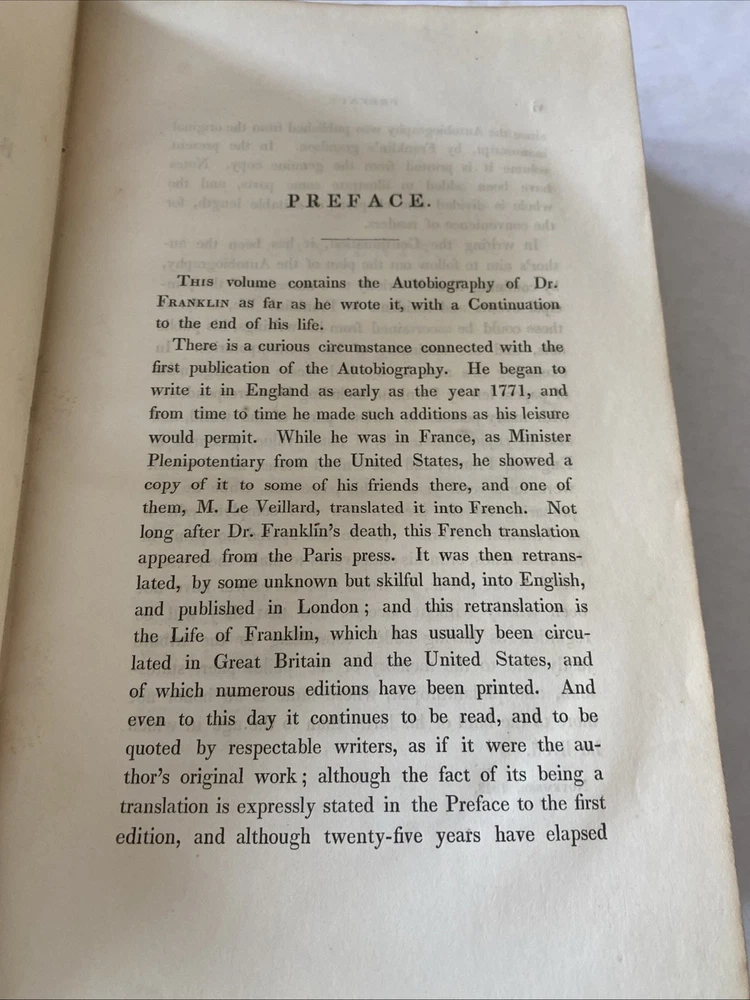 PREFACE.
THIS volume contains the Autobiography of Dr.
FRANKLIN as far as he wrote it, with a Continuation
to the end of his life.
There is a curious circumstance connected with the
first publication of the Autobiography. He began to
write it in England as early as the year 1771, and
from time to time he made such additions as his leisure
would permit. While he was in France, as Minister
Plenipotentiary from the United States, he showed a
copy of it to some of his friends there, and one of
them, M. Le Veillard, translated it into French. Not
long after Dr. Franklin's death, this French translation
appeared from the Paris press. It was then retrans-
lated, by some unknown but skilful hand, into English,
and published in London; and this retranslation is
the Life of Franklin, which has usually been circu-
lated in Great Britain and the United States, and
of which numerous editions have been printed. And
even to this day it continues to be read, and to be
quoted by respectable writers, as if it were the au-
thor's original work; although the fact of its being a
translation is expressly stated in the Preface to the first
edition, and although twenty-five years have elapsed